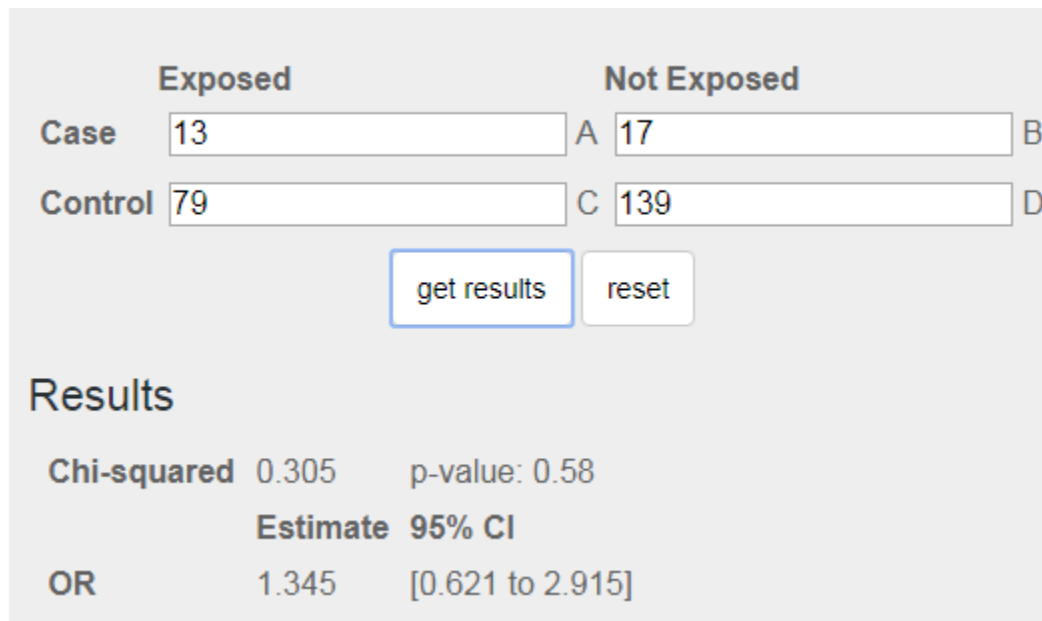 Exposed Not Exposed
Case 13 A 17 B
Control 79 C 139 D
get results reset
Results
Chi-squared 0.305 p-value: 0.58
Estimate 95% CI
OR 1.345 [0.621 to 2.915]